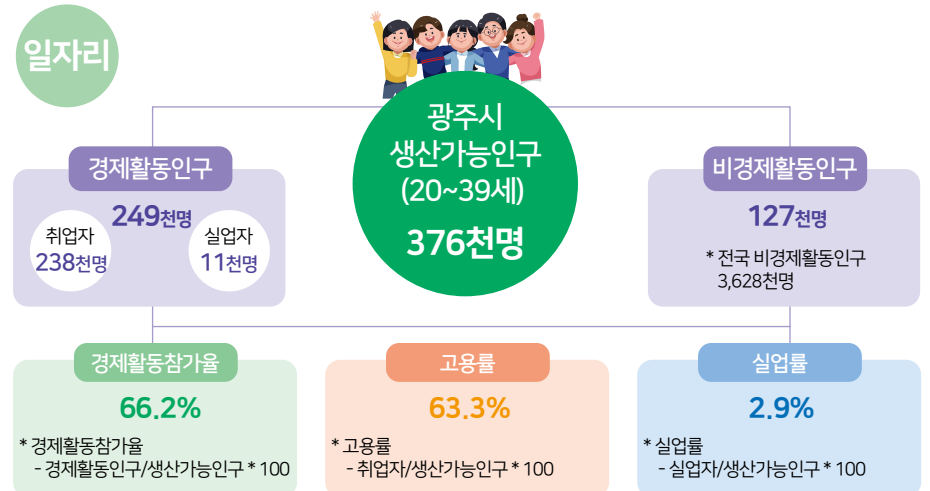 일자리
광주시
생산가능인구
(20~39세)
376천명
경제활동인구
249천명
취업자
238천명
실업자
11천명
비경제활동인구
127천명
* 전국 비경제활동인구
3,628천명
경제활동참가율
66.2%
* 경제활동참가율
- 경제활동인구/생산가능인구 * 100
고용률
63.3%
* 고용률
- 취업자/생산가능인구 * 100
실업률
2.9%
* 실업률
- 실업자/생산가능인구 * 100